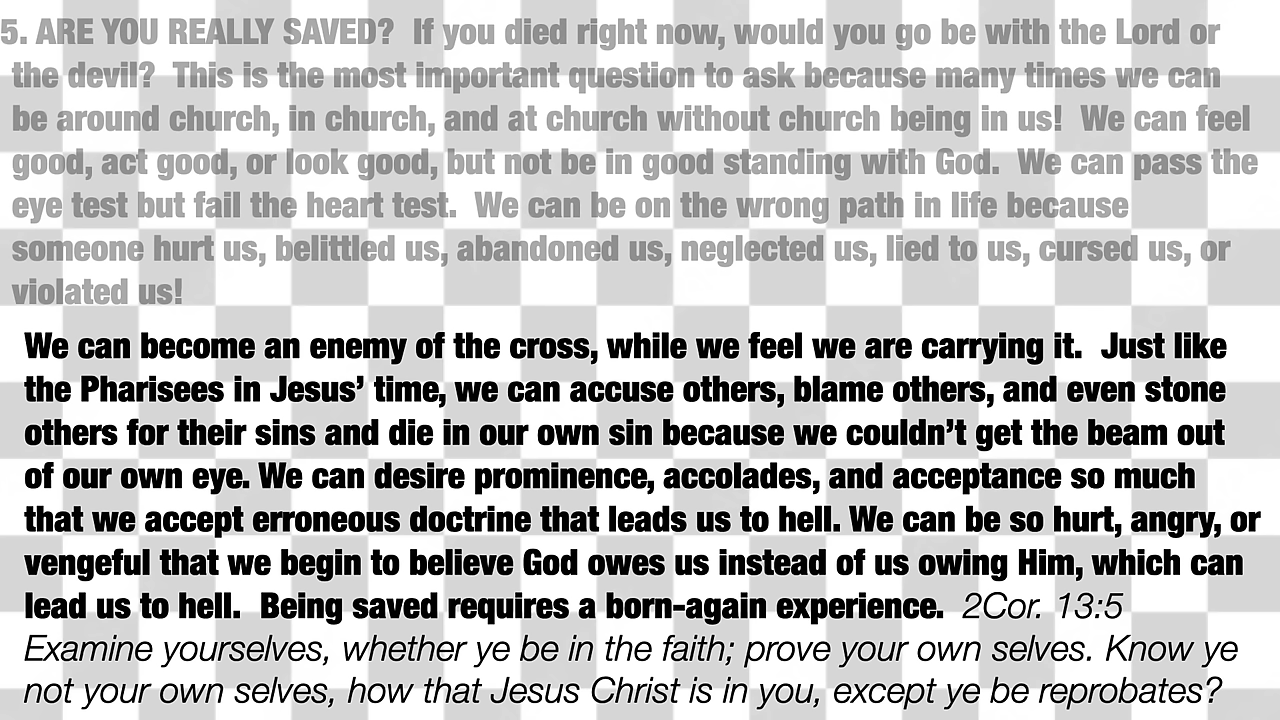 5. ARE YOU REALLY SAVED?  If you died right now, would you go be with the Lord or
the devil?  This is the most important question to ask because many times we can
be around church, in church, and at church without church being in us!  We can feel
good, act good, or look good, but not be in good standing with God.  We can pass the
eye test but fail the heart test.  We can be on the wrong path in life because
someone hurt us, belittled us, abandoned us, neglected us, lied to us, cursed us, or
violated us!
We can become an enemy of the cross, while we feel we are carrying it.  Just like
the Pharisees in Jesus’ time, we can accuse others, blame others, and even stone
others for their sins and die in our own sin because we couldn’t get the beam out
of our own eye. We can desire prominence, accolades, and acceptance so much
that we accept erroneous doctrine that leads us to hell. We can be so hurt, angry, or
vengeful that we begin to believe God owes us instead of us owing Him, which can
lead us to hell.  Being saved requires a born-again experience.  2Cor. 13:5
Examine yourselves, whether ye be in the faith; prove your own selves. Know ye
not your own selves, how that Jesus Christ is in you, except ye be reprobates?